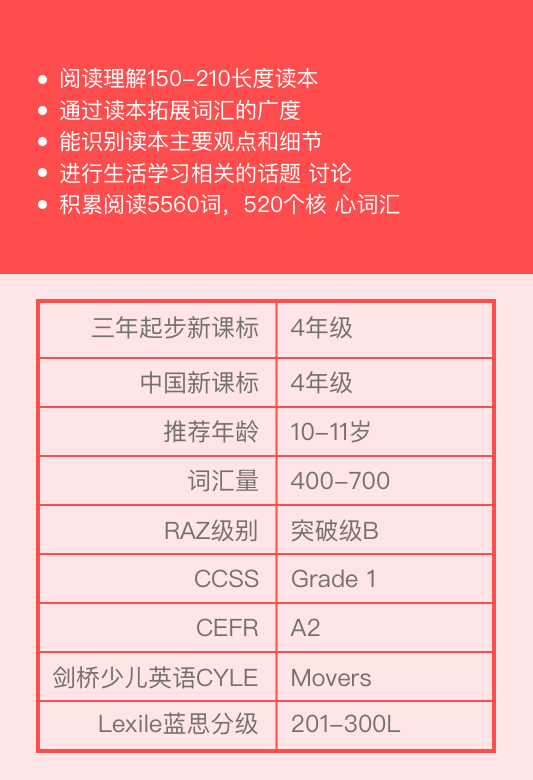 阅读理解150-210长度读本
通过读本拓展词汇的广度
能识别读本主要观点和细节
进行生活学习相关的话题 讨论
积累阅读5560词，520个核 心词汇
三年起步新课标 4年级
中国新课标 4年级
推荐年龄 10-11岁
词汇量 400-700
RAZ级别 突破级B
CCSS Grade 1
CEFR A2
剑桥少儿英语CYLE Movers
Lexile蓝思分级 201-300L